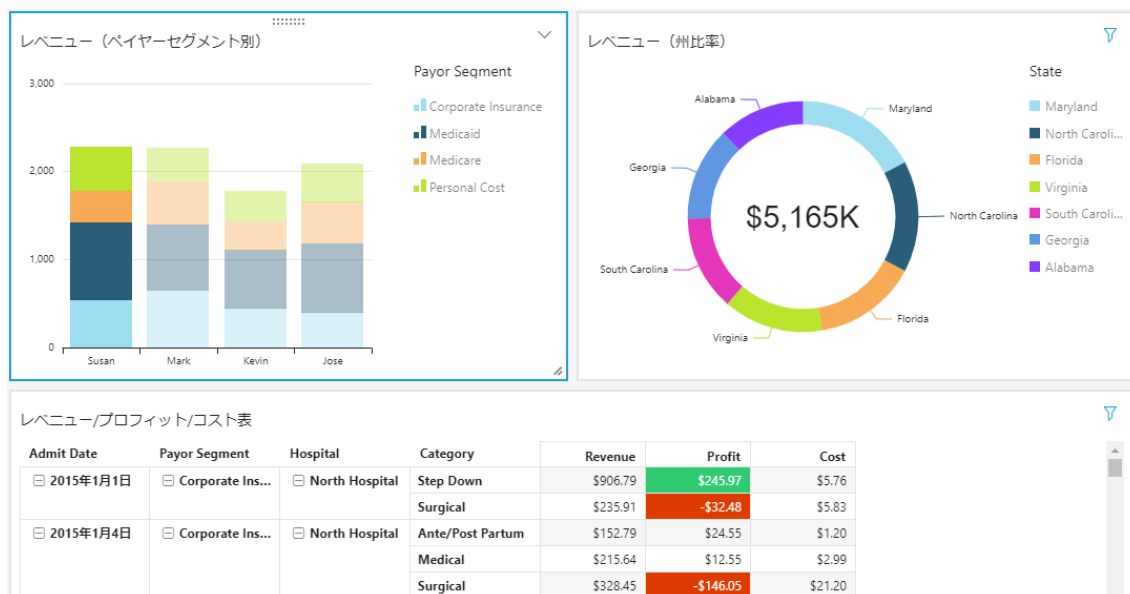 レベニュー（ペイヤーセグメント別）
3,000
2,000
1,000
0
Susan Mark Kevin Jose
Payor Segment
Corporate Insurance
Medicaid
Medicare
Personal Cost
レベニュー（州比率）
Alabama
Maryland
Georgia
North Carolina
South Carolina
Florida
Virginia
$5,165K
State
Maryland
North Caroli...
Florida
Virginia
South Caroli...
Georgia
Alabama
レベニュー/プロフィット/コスト表
Admit Date Payor Segment Hospital Category Revenue Profit Cost
2015年1月1日 Corporate Ins... North Hospital Step Down $906.79 $245.97 $5.76
Surgical $235.91 -$32.48 $5.83
2015年1月4日 Corporate Ins... North Hospital Ante/Post Partum $152.79 $24.55 $1.20
Medical $215.64 $12.55 $2.99
Surgical $328.45 -$146.05 $21.20